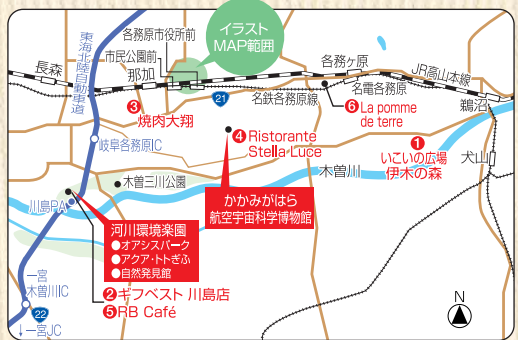 イラスト
MAP範囲
各務原市役所前
市民公園前
東海北陸自動車道
長森
那加
各務ヶ原
JR高山本線
21
名鉄各務原線
名電各務原
鵜沼
❸
焼肉大翔
❻ La pomme
de terre
❹ Ristorante
Stella Luce
❶
いこいの広場
伊木の森
犬山
岐阜各務原IC
木曽川
木曽三川公園
かかみがはら
航空宇宙科学博物館
川島PA
河川環境楽園
●オアシスパーク
●アクア・トトぎふ
●自然発見館
一宮
木曽川IC
❷ギフベスト 川島店
❺RB Café
22
↓一宮JC
N